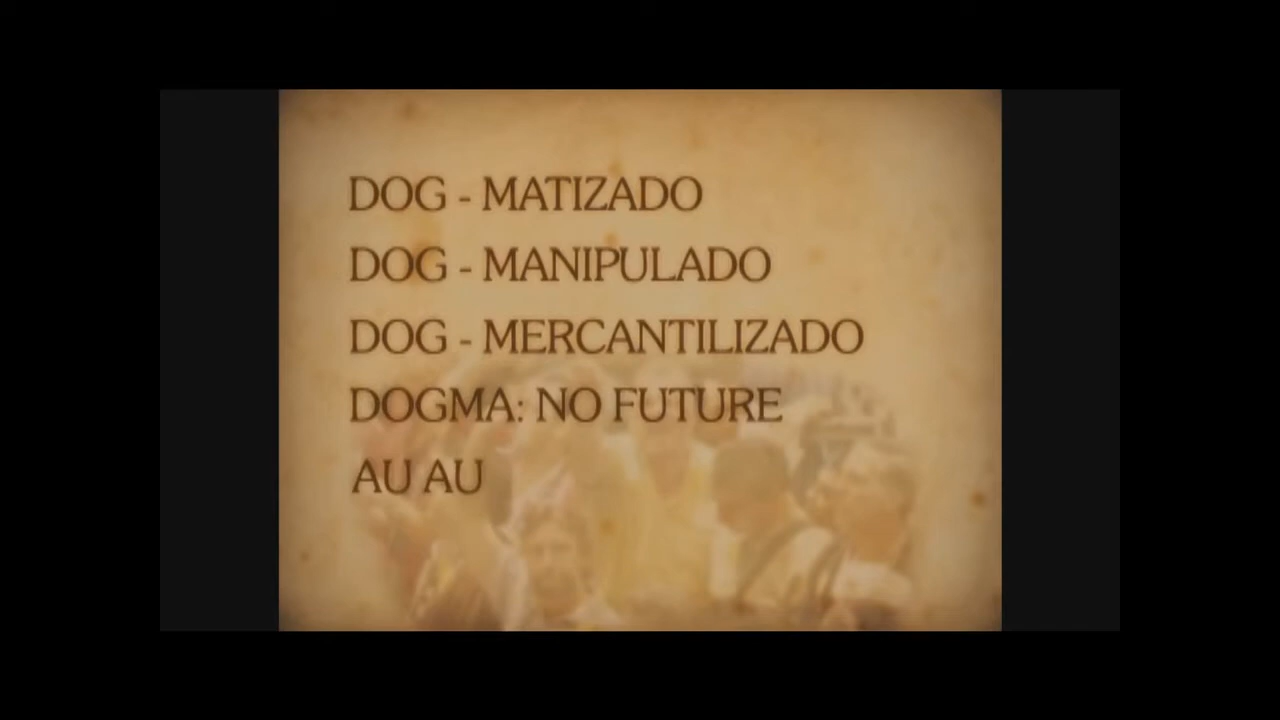 DOG - MATIZADO
DOG - MANIPULADO
DOG - MERCANTILIZADO
DOGMA: NO FUTURE
AU AU